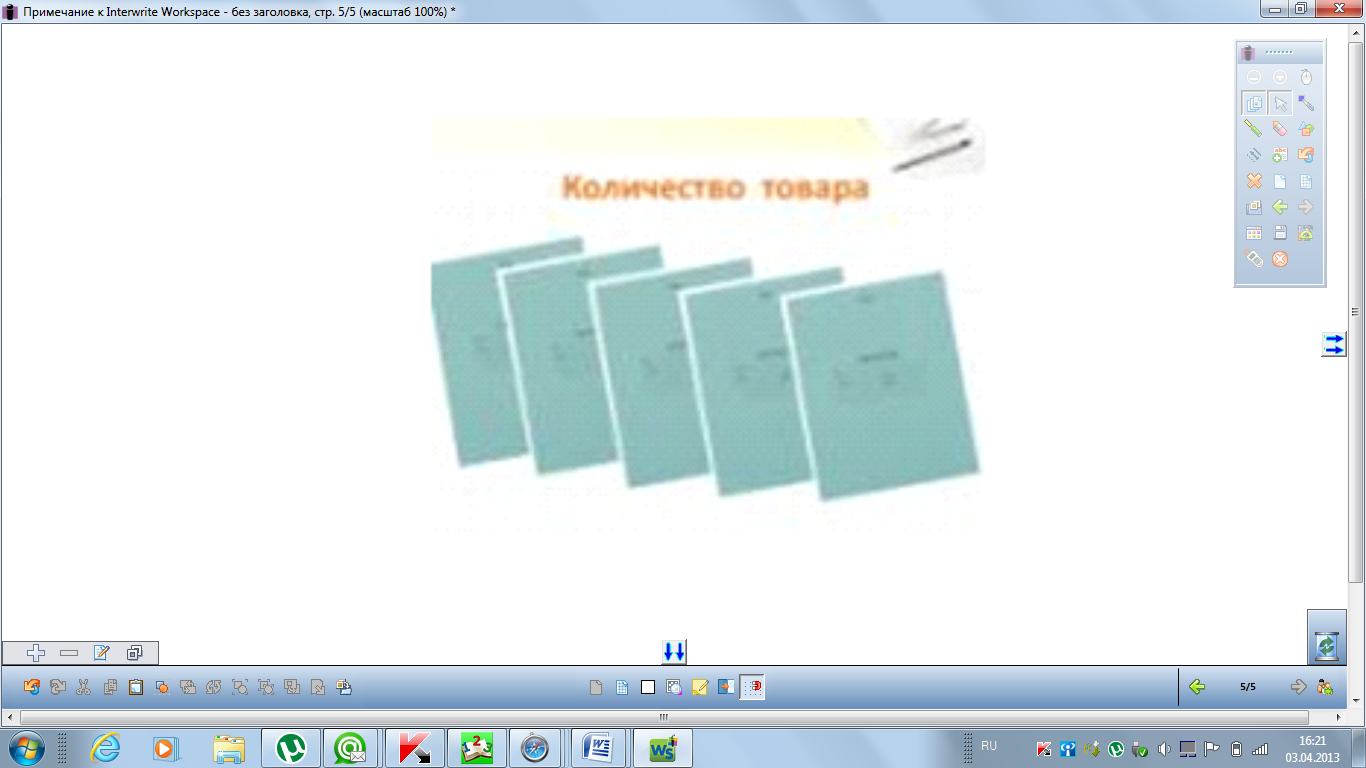 Примечание к Interwrite Workspace - без заголовка, стр. 5/5 (масштаб 100%) *
Количество товара
5/5
RU
16:21
03.04.2013